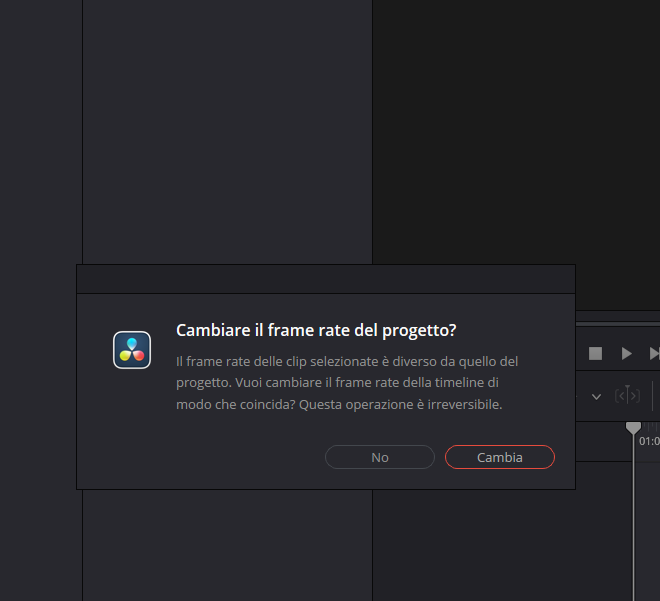 Cambiare il frame rate del progetto?
Il frame rate delle clip selezionate è diverso da quello del
progetto. Vuoi cambiare il frame rate della timeline di
modo che coincida? Questa operazione è irreversibile.
No
Cambia
01:0